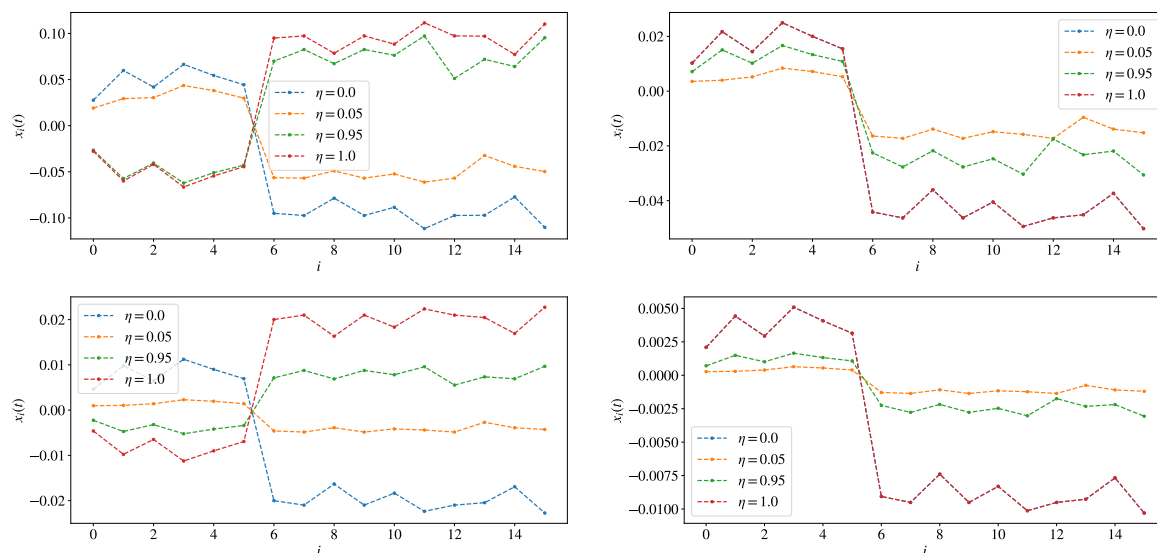 0.10
0.05
0.00
−0.05
−0.10
x_i(t)
η = 0.0
η = 0.05
η = 0.95
η = 1.0
0 2 4 6 8 10 12 14
i
0.02
0.00
−0.02
−0.04
x_i(t)
η = 0.0
η = 0.05
η = 0.95
η = 1.0
0 2 4 6 8 10 12 14
i
0.02
0.01
0.00
−0.01
−0.02
x_i(t)
η = 0.0
η = 0.05
η = 0.95
η = 1.0
0 2 4 6 8 10 12 14
i
0.0050
0.0025
0.0000
−0.0025
−0.0050
−0.0075
−0.0100
x_i(t)
η = 0.0
η = 0.05
η = 0.95
η = 1.0
0 2 4 6 8 10 12 14
i